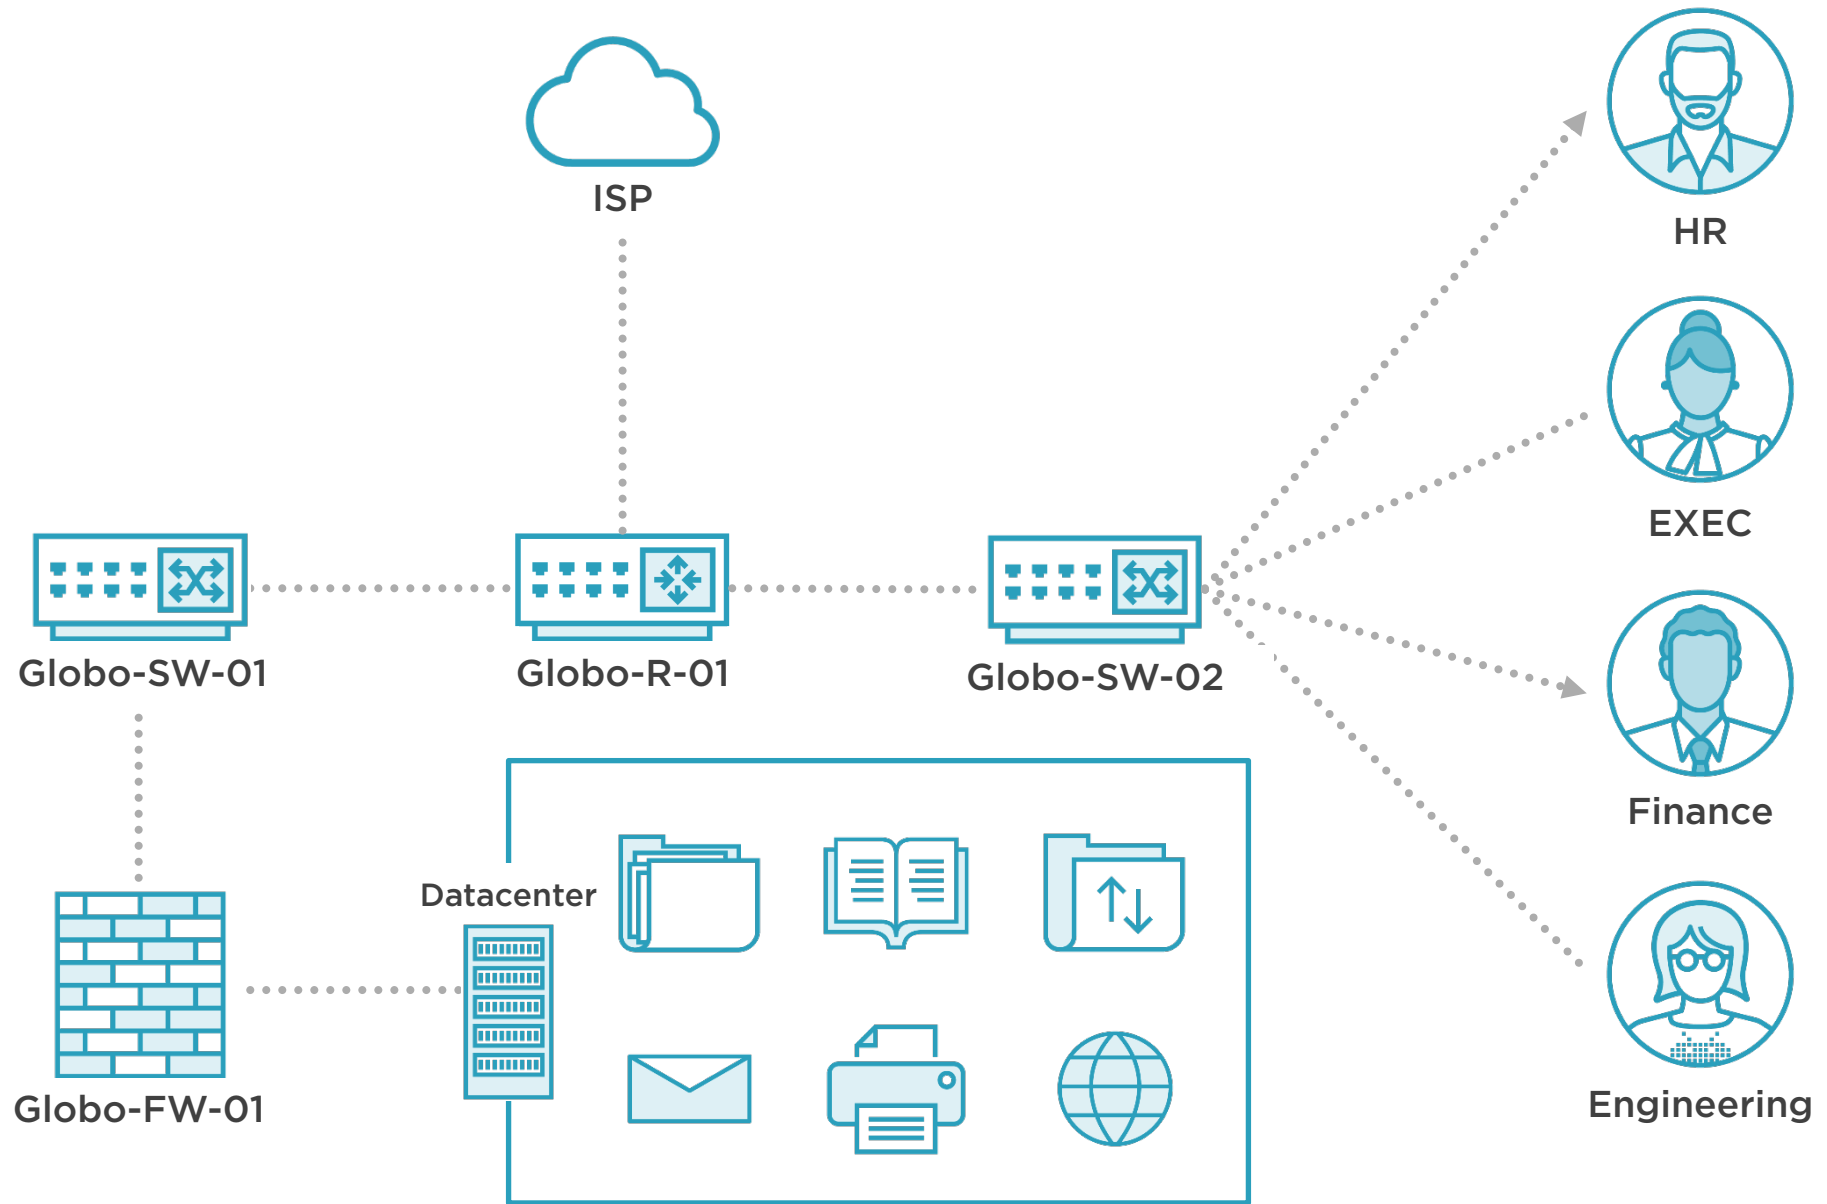 ISP
HR
EXEC
Globo-SW-01
Globo-R-01
Globo-SW-02
Finance
Datacenter
Globo-FW-01
Engineering